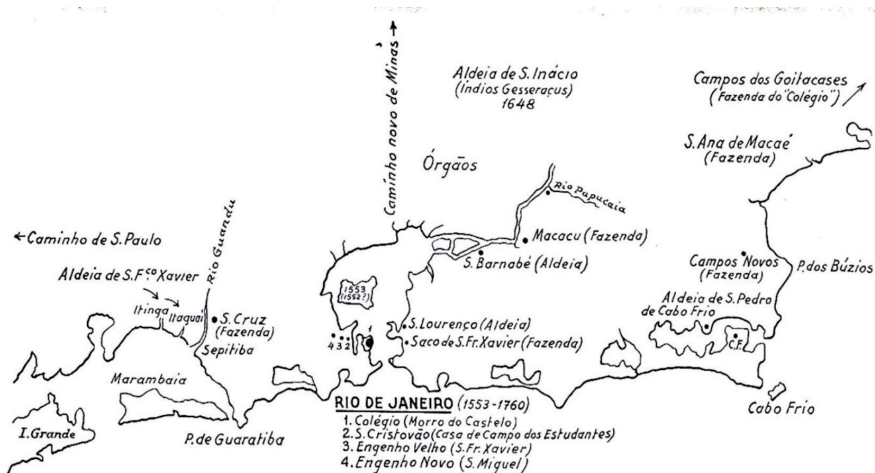 Caminho novo de Minas
Aldeia de S. Inácio
(Índios Gesseraçus)
1648
Campos dos Goitacases
(Fazenda do "Colégio")
S. Ana de Macaé
(Fazenda)
Órgãos
Rio Papucaia
Rio Guandu
←Caminho de S. Paulo
Macacu (Fazenda)
S. Barnabé (Aldeia)
Campos Novos
(Fazenda)
P. dos Búzios
Aldeia de S. Fco Xavier
Itinga
Itaguaí
S. Cruz
(Fazenda)
Sepitiba
1553
(1552?)
Aldeia de S. Pedro
de Cabo Frio
C.F.
S. Lourenço (Aldeia)
Saco de S. Fr. Xavier (Fazenda)
4 3 2
1
Marambaia
I. Grande
P. de Guaratiba
Cabo Frio
RIO DE JANEIRO (1553-1760)
1. Colégio (Morro do Castelo)
2. S. Cristovão (Casa de Campo dos Estudantes)
3. Engenho Velho (S. Fr. Xavier)
4. Engenho Novo (S. Miguel)